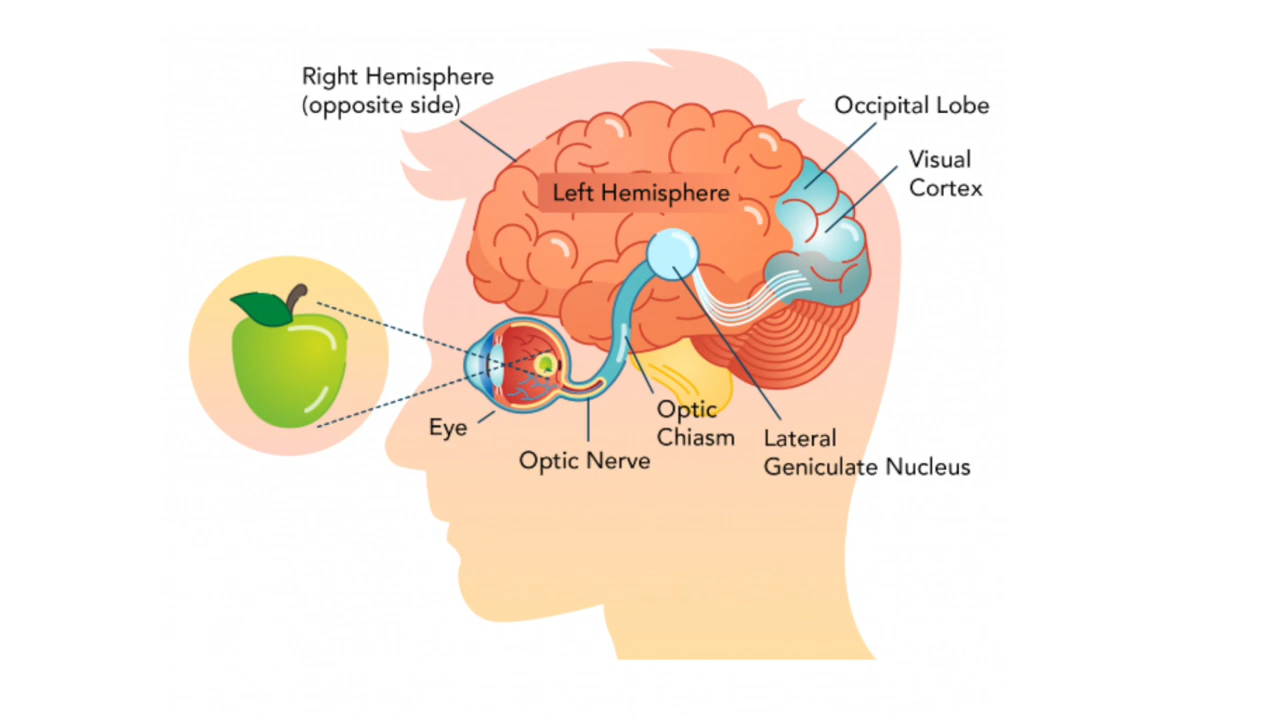 Right Hemisphere
(opposite side)
Occipital Lobe
Visual
Cortex
Left Hemisphere
Eye
Optic Nerve
Optic
Chiasm
Lateral
Geniculate Nucleus